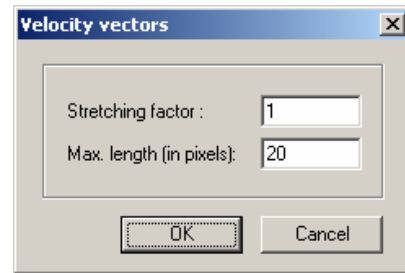 Velocity vectors
Stretching factor : 1
Max. length (in pixels): 20
OK Cancel